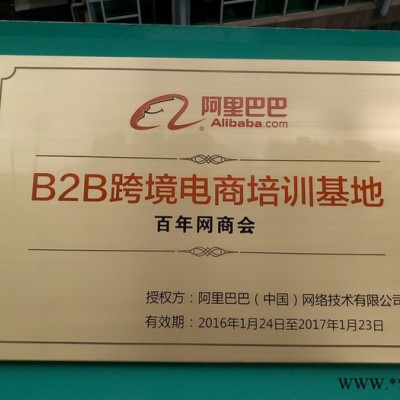 阿里巴巴
Alibaba.com
B2B跨境电商培训基地
百年网商会
授权方：阿里巴巴（中国）网络技术有限公司
有效期：2016年1月24日至2017年1月23日
WWW.*